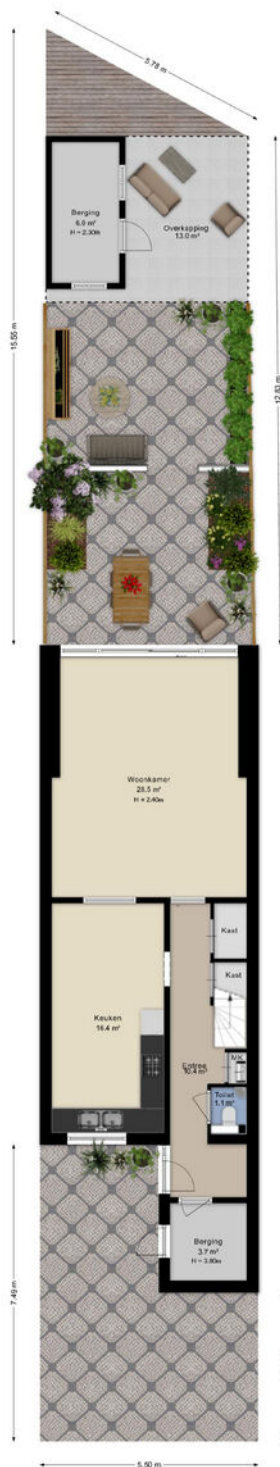 5.78 m
Berging
6.0 m²
H = 2.30m
Overkapping
13.0 m²
15.55 m
12.83 m
Woonkamer
28.5 m²
H = 2.40m
Kast
Kast
Keuken
16.4 m²
MK
Entree
10.4 m²
Toilet
1.1 m²
Berging
3.7 m²
H = 3.80m
7.49 m
5.50 m